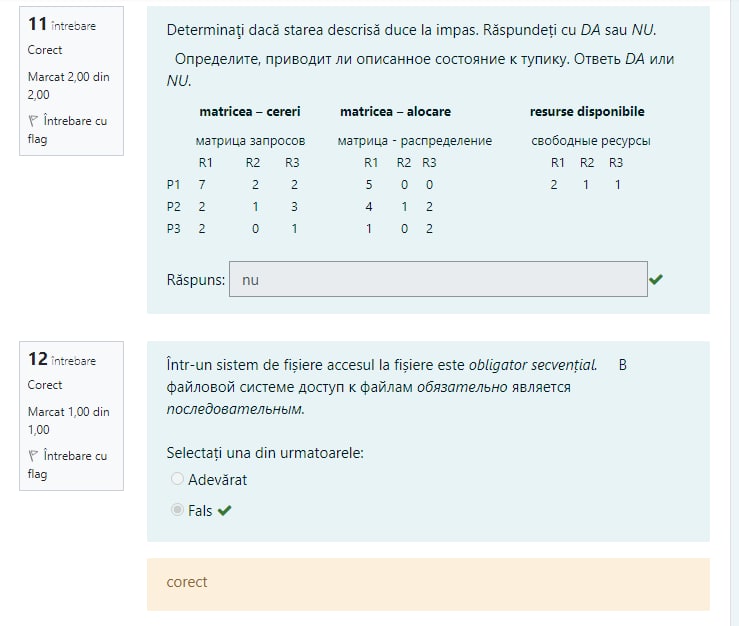 11 întrebare
Corect
Marcat 2,00 din
2,00
Întrebare cu
flag
Determinați dacă starea descrisă duce la impas. Răspundeți cu DA sau NU.
Определите, приводит ли описанное состояние к тупику. Ответь DA или
NU.
matricea – cereri matricea – alocare resurse disponibile
матрица запросов матрица - распределение свободные ресурсы
R1 R2 R3 R1 R2 R3 R1 R2 R3
P1 7 2 2 5 0 0 2 1 1
P2 2 1 3 4 1 2
P3 2 0 1 1 0 2
Răspuns: nu
12 întrebare
Corect
Marcat 1,00 din
1,00
Întrebare cu
flag
Într-un sistem de fișiere accesul la fișiere este obligator secvențial. В
файловой системе доступ к файлам обязательно является
последовательным.
Selectați una din urmatoarele:
Adevărat
Fals
corect